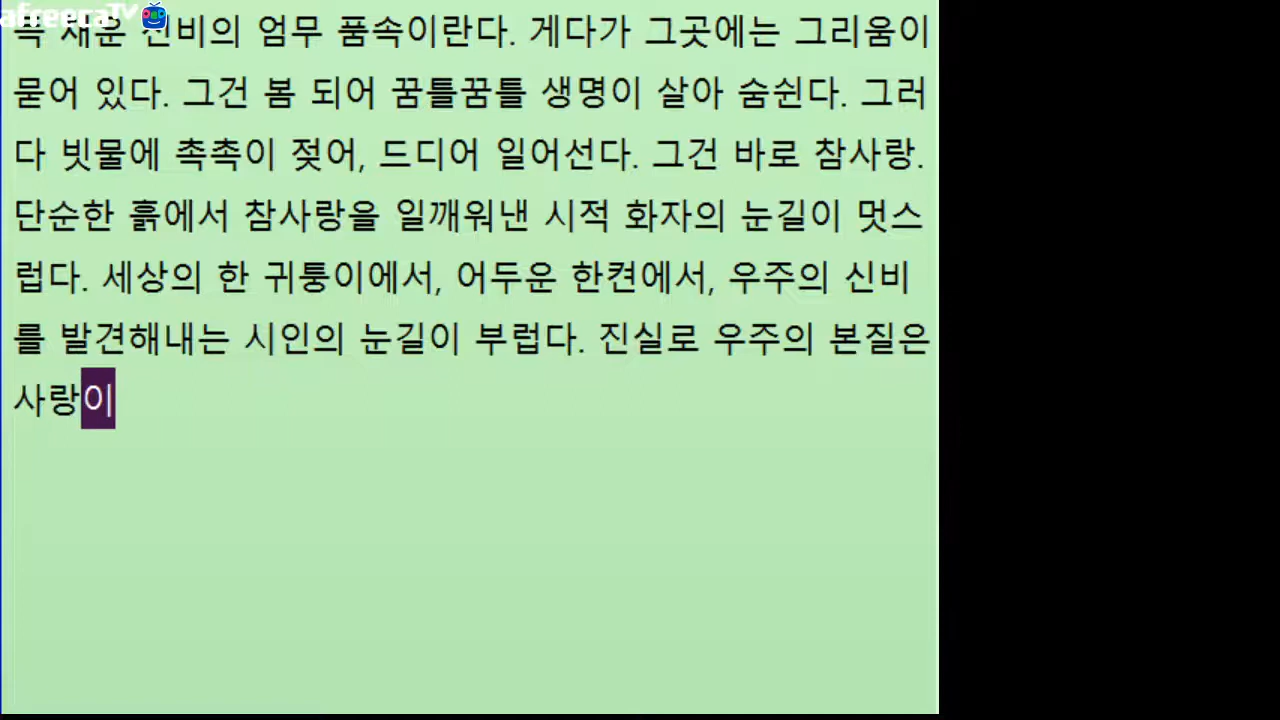 afreecaTV
신비의 엄무 품속이란다. 게다가 그곳에는 그리움이
묻어 있다. 그건 봄 되어 꿈틀꿈틀 생명이 살아 숨쉰다. 그러
다 빗물에 촉촉이 젖어, 드디어 일어선다. 그건 바로 참사랑.
단순한 흙에서 참사랑을 일깨워낸 시적 화자의 눈길이 멋스
럽다. 세상의 한 귀퉁이에서, 어두운 한켠에서, 우주의 신비
를 발견해내는 시인의 눈길이 부럽다. 진실로 우주의 본질은
사랑이